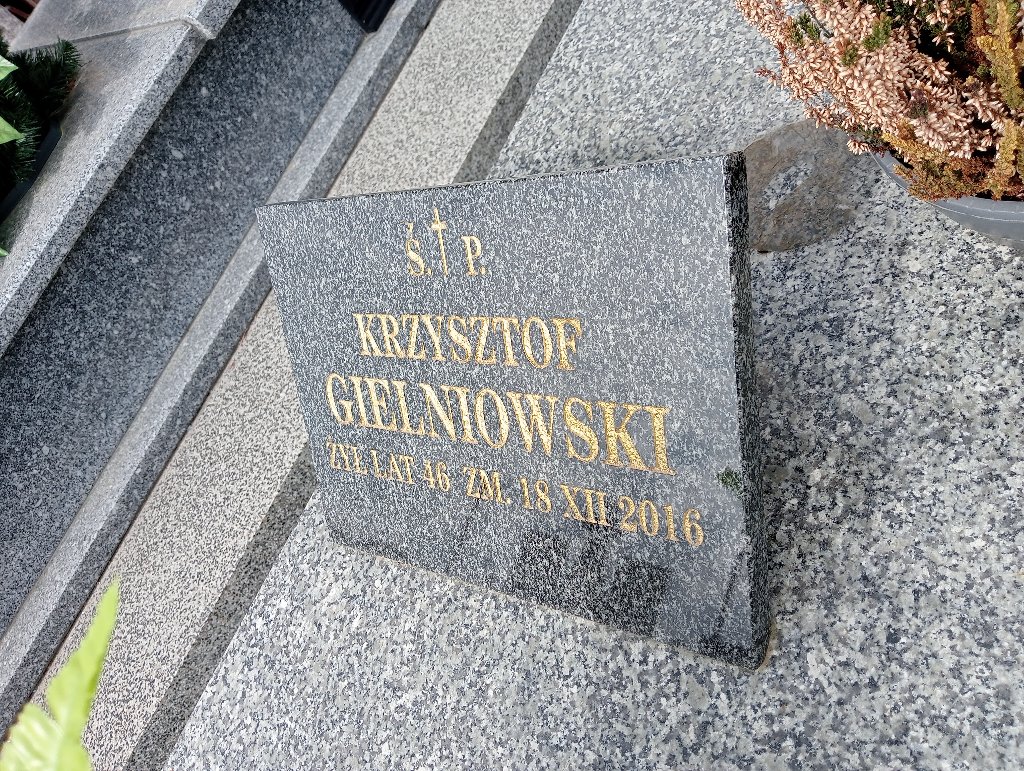 Ś. P.
KRZYSZTOF
GIELNIOWSKI
ŻYŁ LAT 46 ZM. 18 XII 2016